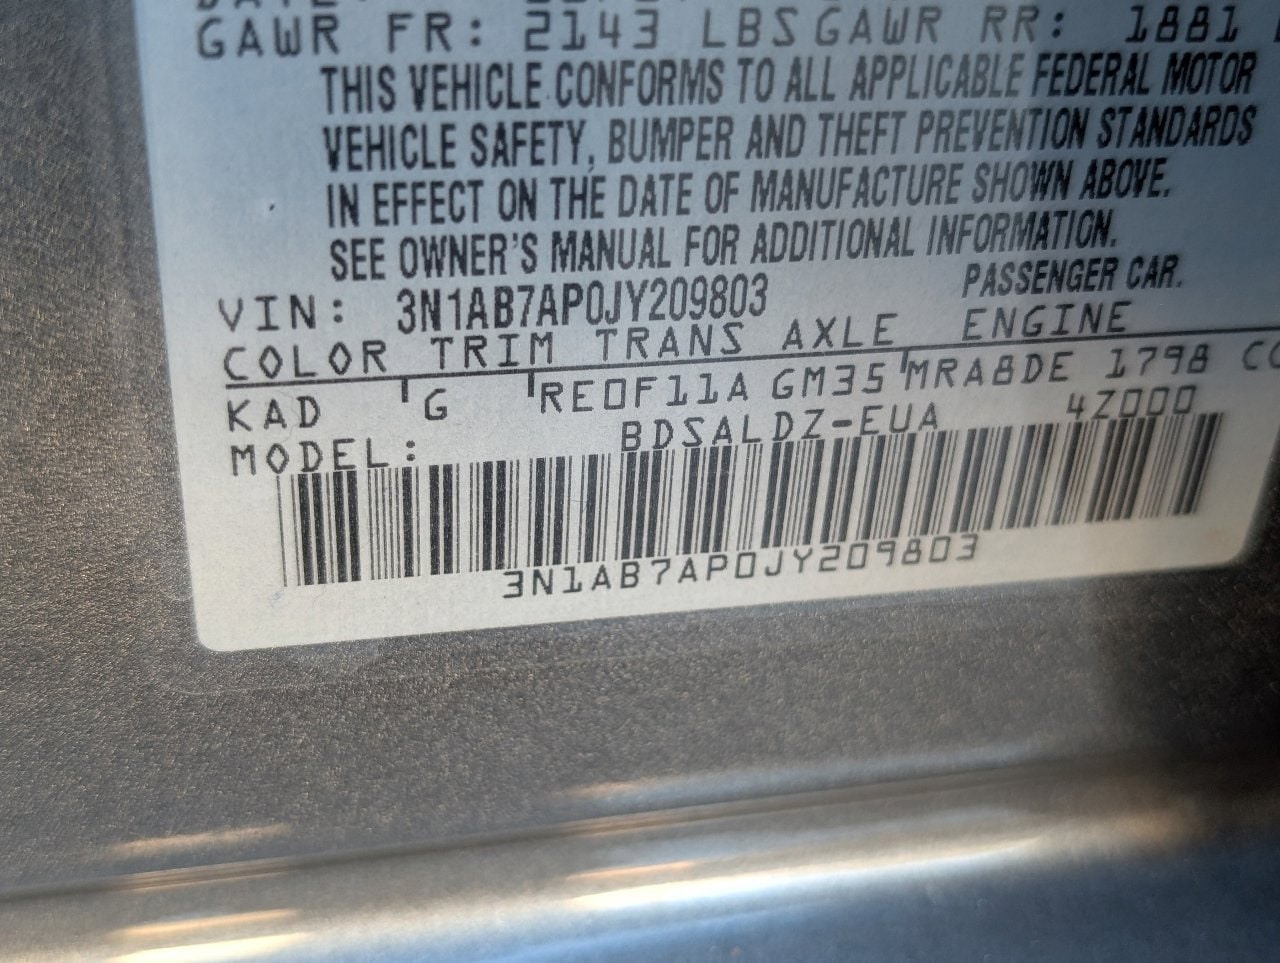 GAWR FR: 2143 LBS GAWR RR: 1881
THIS VEHICLE CONFORMS TO ALL APPLICABLE FEDERAL MOTOR
VEHICLE SAFETY, BUMPER AND THEFT PREVENTION STANDARDS
IN EFFECT ON THE DATE OF MANUFACTURE SHOWN ABOVE.
SEE OWNER'S MANUAL FOR ADDITIONAL INFORMATION.
VIN: 3N1AB7AP0JY209803 PASSENGER CAR.
COLOR TRIM TRANS AXLE ENGINE
KAD G RE0F11A GM35 MRA8DE 1798
MODEL: BDSALDZ-EUA 4Z000
3N1AB7AP0JY209803